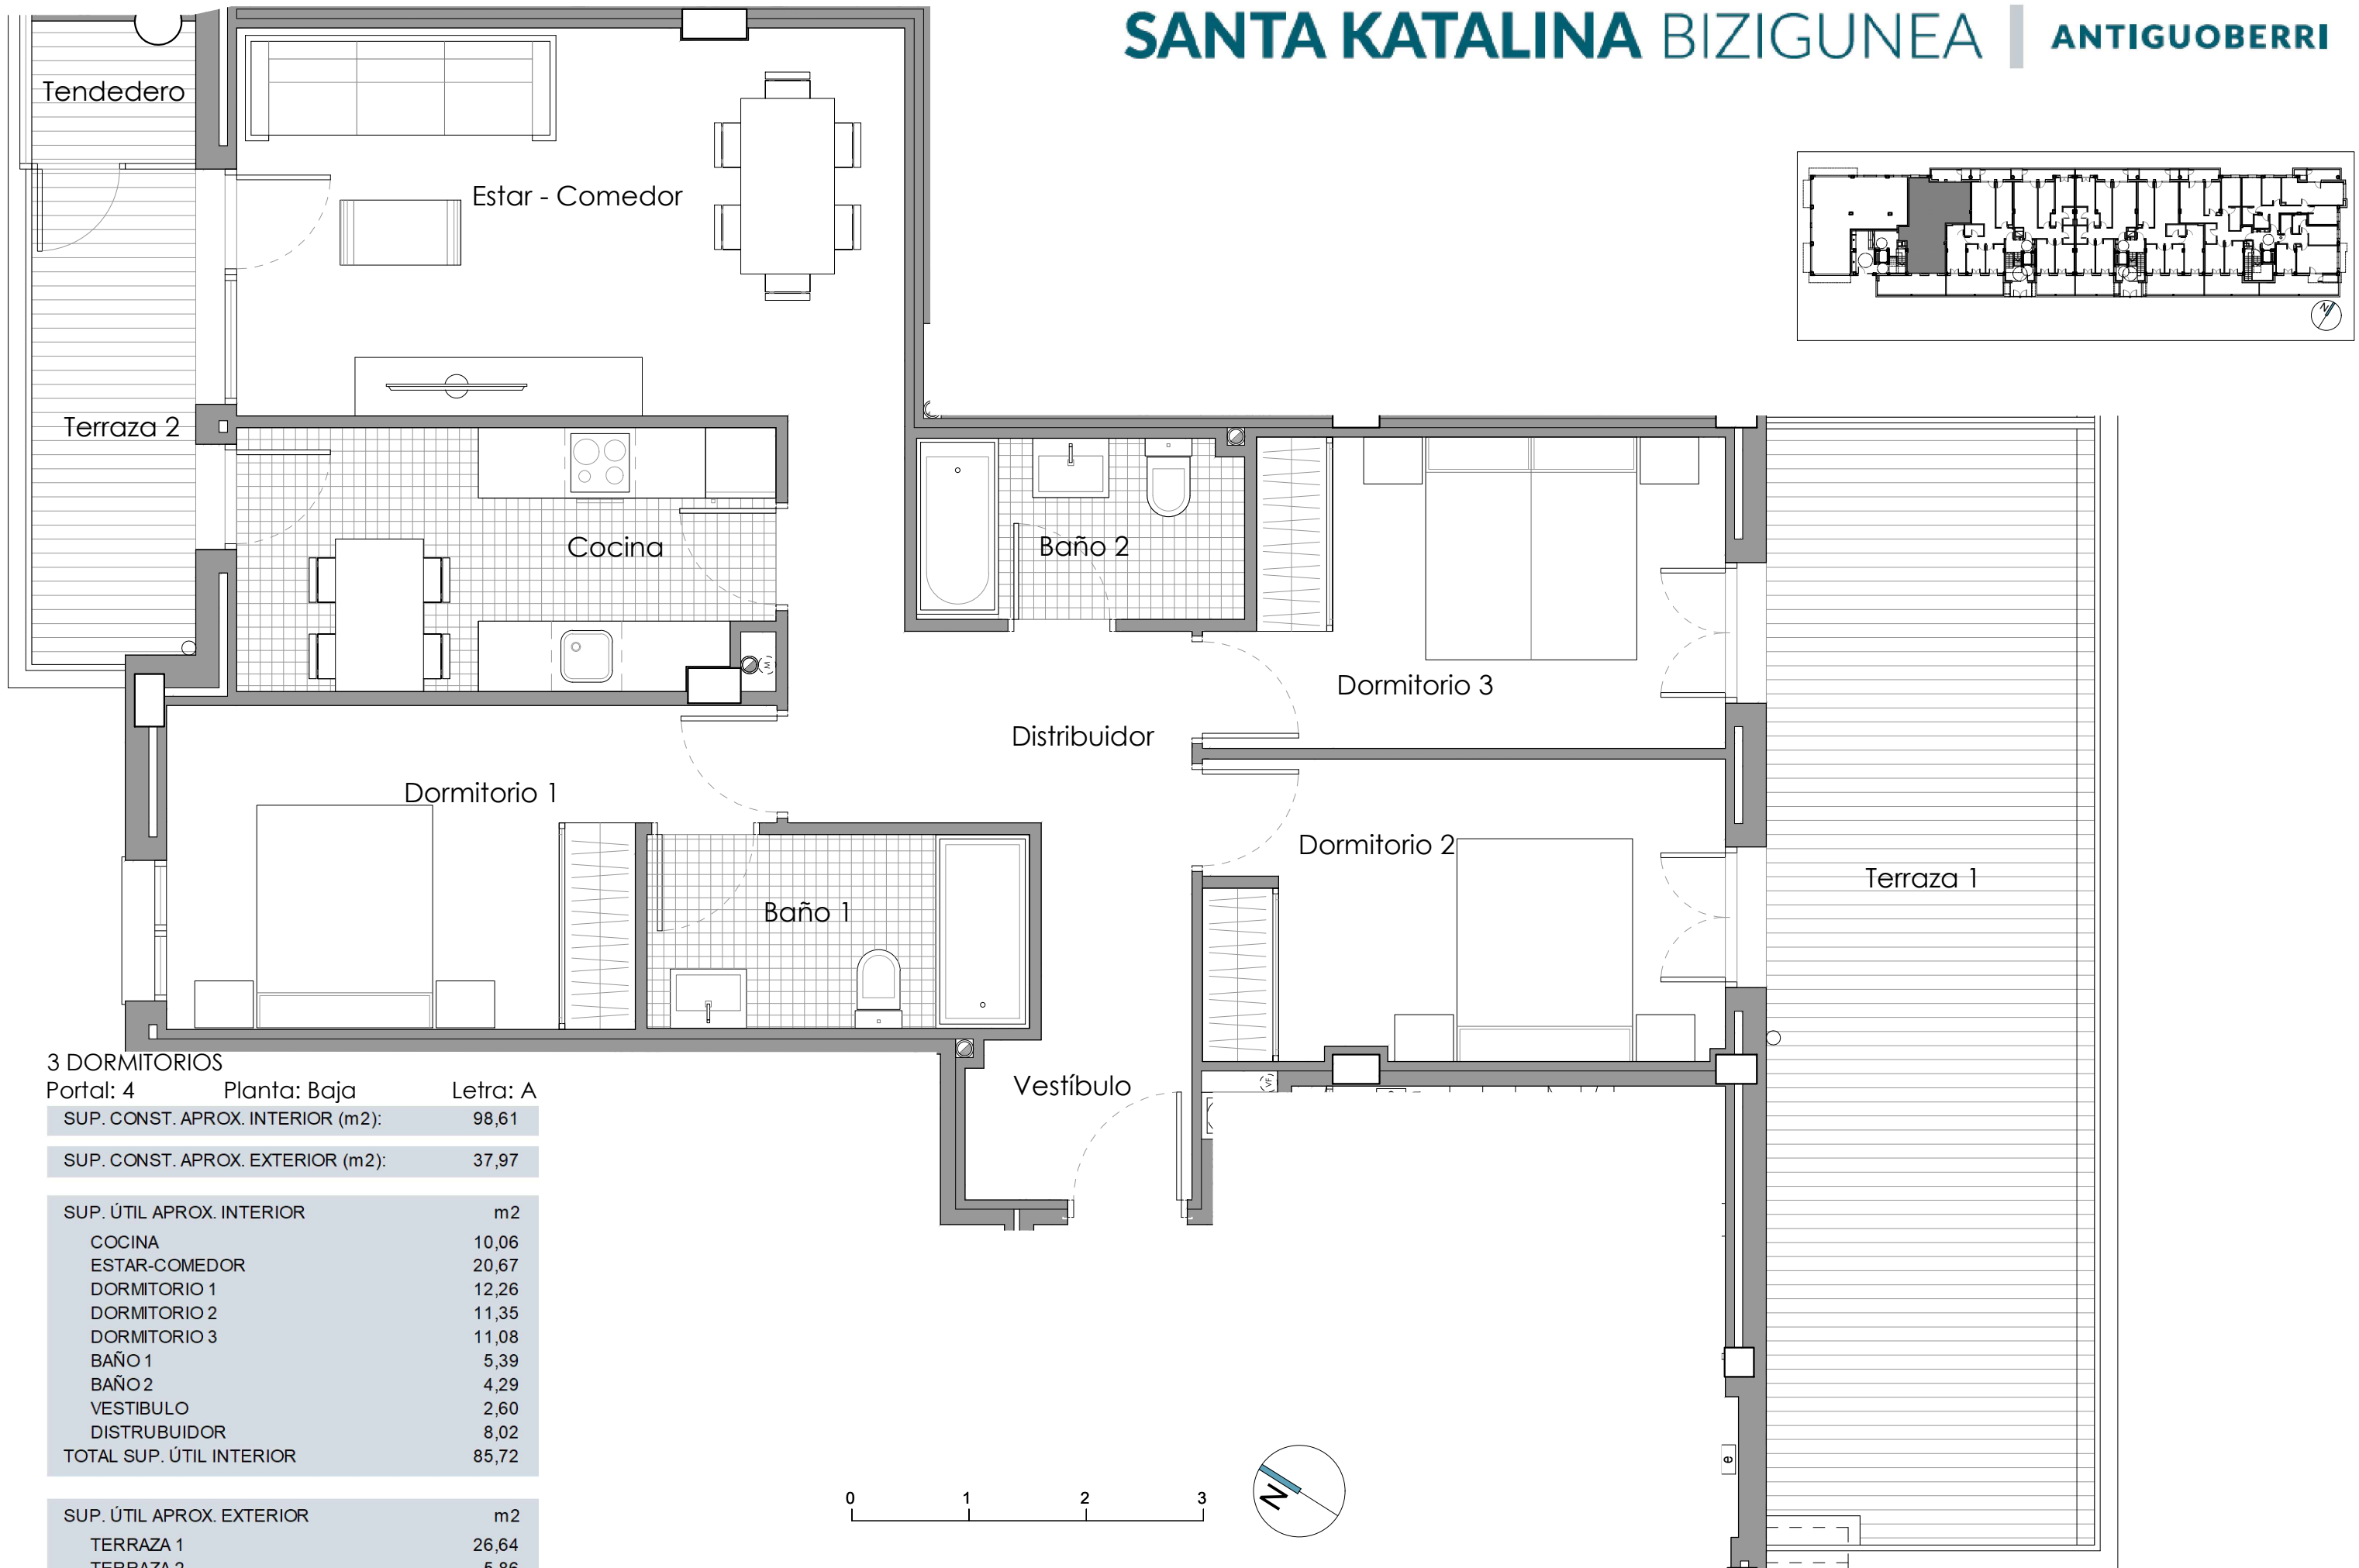 SANTA KATALINA BIZIGUNEA | ANTIGUOBERRI
Tendedero
Estar - Comedor
N
Terraza 2
Cocina
Baño 2
(M)
Dormitorio 3
Distribuidor
Dormitorio 1
Dormitorio 2
Terraza 1
Baño 1
Vestíbulo
(VF)
3 DORMITORIOS
Portal: 4 Planta: Baja Letra: A
SUP. CONST. APROX. INTERIOR (m2): 98,61
SUP. CONST. APROX. EXTERIOR (m2): 37,97
SUP. ÚTIL APROX. INTERIOR m2
COCINA 10,06
ESTAR-COMEDOR 20,67
DORMITORIO 1 12,26
DORMITORIO 2 11,35
DORMITORIO 3 11,08
BAÑO 1 5,39
BAÑO 2 4,29
VESTIBULO 2,60
DISTRUBUIDOR 8,02
TOTAL SUP. ÚTIL INTERIOR 85,72
SUP. ÚTIL APROX. EXTERIOR m2
TERRAZA 1 26,64
TERRAZA 2 5,86
0 1 2 3
N
e